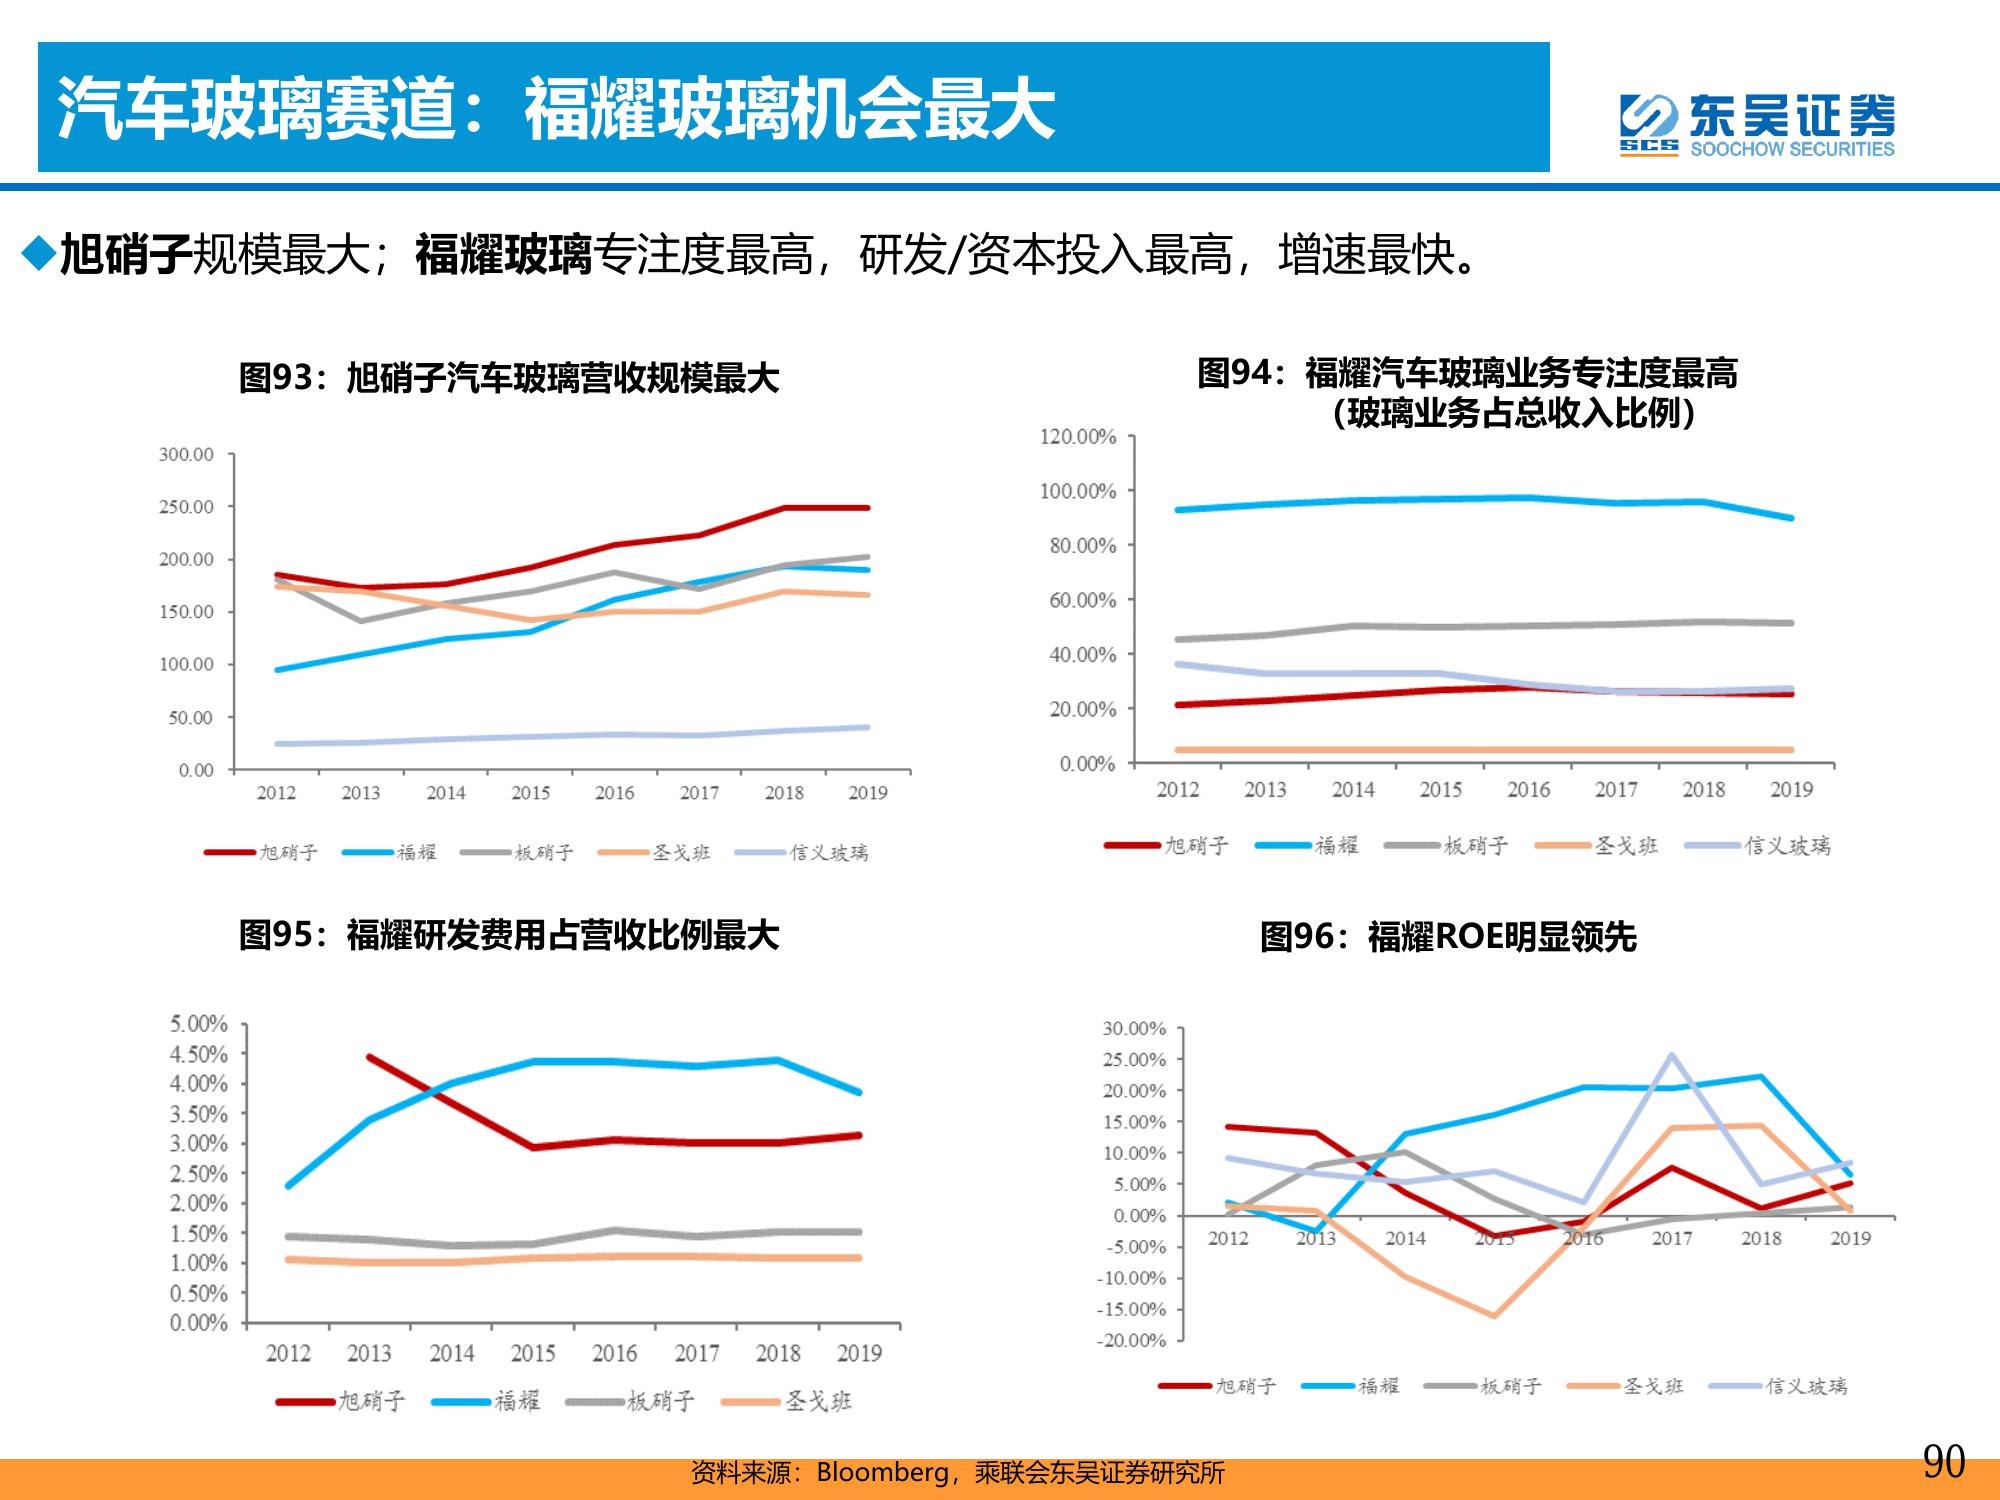 汽车玻璃赛道：福耀玻璃机会最大
东吴证券
SCS SOOCHOW SECURITIES
◆旭硝子规模最大；福耀玻璃专注度最高，研发/资本投入最高，增速最快。
图93：旭硝子汽车玻璃营收规模最大
300.00
250.00
200.00
150.00
100.00
50.00
0.00
2012 2013 2014 2015 2016 2017 2018 2019
旭硝子 福耀 板硝子 圣戈班 信义玻璃
图94：福耀汽车玻璃业务专注度最高
（玻璃业务占总收入比例）
120.00%
100.00%
80.00%
60.00%
40.00%
20.00%
0.00%
2012 2013 2014 2015 2016 2017 2018 2019
旭硝子 福耀 板硝子 圣戈班 信义玻璃
图95：福耀研发费用占营收比例最大
5.00%
4.50%
4.00%
3.50%
3.00%
2.50%
2.00%
1.50%
1.00%
0.50%
0.00%
2012 2013 2014 2015 2016 2017 2018 2019
旭硝子 福耀 板硝子 圣戈班
图96：福耀ROE明显领先
30.00%
25.00%
20.00%
15.00%
10.00%
5.00%
0.00%
-5.00%
-10.00%
-15.00%
-20.00%
2012 2013 2014 2015 2016 2017 2018 2019
旭硝子 福耀 板硝子 圣戈班 信义玻璃
资料来源：Bloomberg，乘联会东吴证券研究所
90